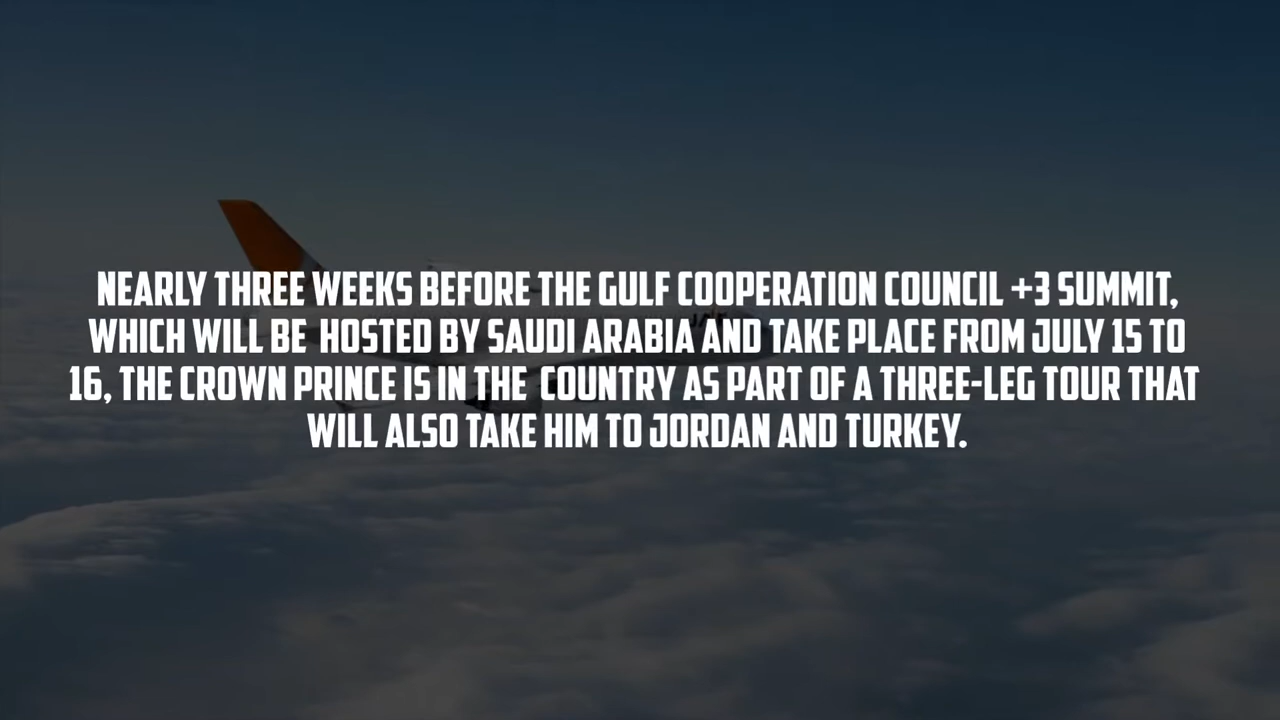 NEARLY THREE WEEKS BEFORE THE GULF COOPERATION COUNCIL +3 SUMMIT,
WHICH WILL BE HOSTED BY SAUDI ARABIA AND TAKE PLACE FROM JULY 15 TO
16, THE CROWN PRINCE IS IN THE COUNTRY AS PART OF A THREE-LEG TOUR THAT
WILL ALSO TAKE HIM TO JORDAN AND TURKEY.